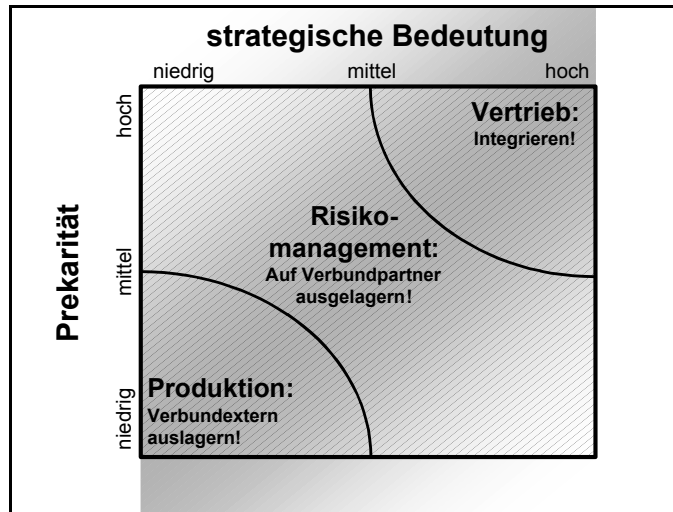 strategische Bedeutung
niedrig mittel hoch
hoch
mittel
niedrig
Prekarität
Vertrieb:
Integrieren!
Risiko-
management:
Auf Verbundpartner
ausgelagern!
Produktion:
Verbundextern
auslagern!